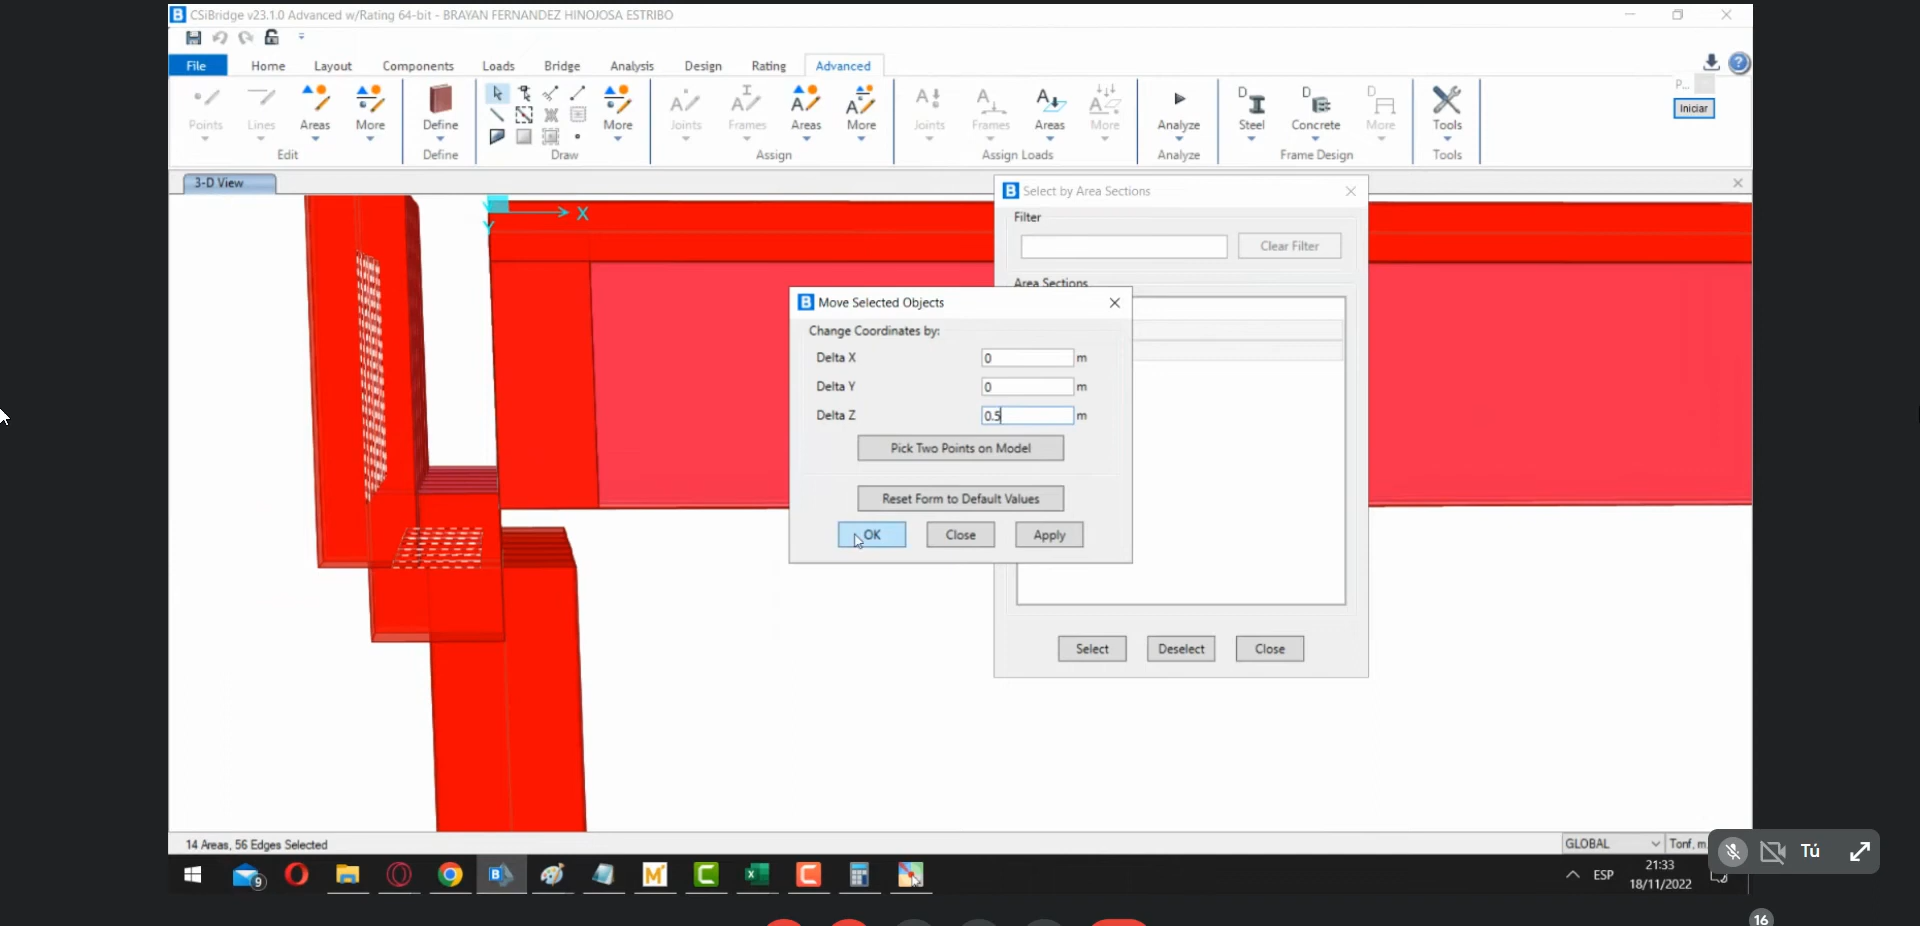 CSiBridge v23.1.0 Advanced w/Rating 64-bit - BRAYAN FERNANDEZ HINOJOSA ESTRIBO
File Home Layout Components Loads Bridge Analysis Design Rating Advanced
P...
Iniciar
Points Lines Areas More
Edit
Define
Define
More
Draw
Joints Frames Areas More
Assign
Joints Frames Areas More
Assign Loads
Analyze
Analyze
Steel Concrete More
Frame Design
Tools
Tools
3-D View
X
Y
Select by Area Sections
Filter
Clear Filter
Area Sections
Select Deselect Close
Move Selected Objects
Change Coordinates by:
Delta X 0 m
Delta Y 0 m
Delta Z 0.5 m
Pick Two Points on Model
Reset Form to Default Values
OK Close Apply
14 Areas, 56 Edges Selected
GLOBAL Tonf, m,
Tú
9
ESP
21:33
18/11/2022
16